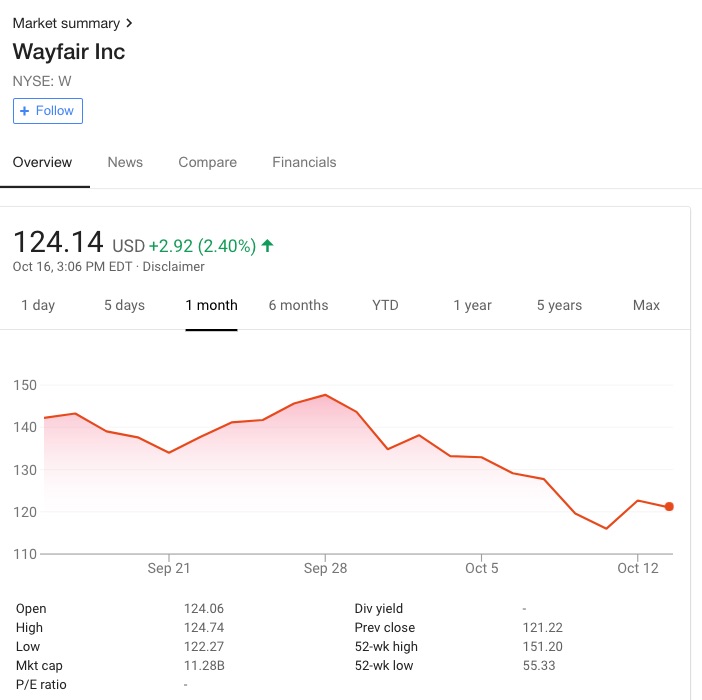 Market summary >
Wayfair Inc
NYSE: W
+ Follow
Overview News Compare Financials
124.14 USD +2.92 (2.40%) ↑
Oct 16, 3:06 PM EDT · Disclaimer
1 day 5 days 1 month 6 months YTD 1 year 5 years Max
150
140
130
120
110
Sep 21 Sep 28 Oct 5 Oct 12
Open 124.06 Div yield -
High 124.74 Prev close 121.22
Low 122.27 52-wk high 151.20
Mkt cap 11.28B 52-wk low 55.33
P/E ratio -